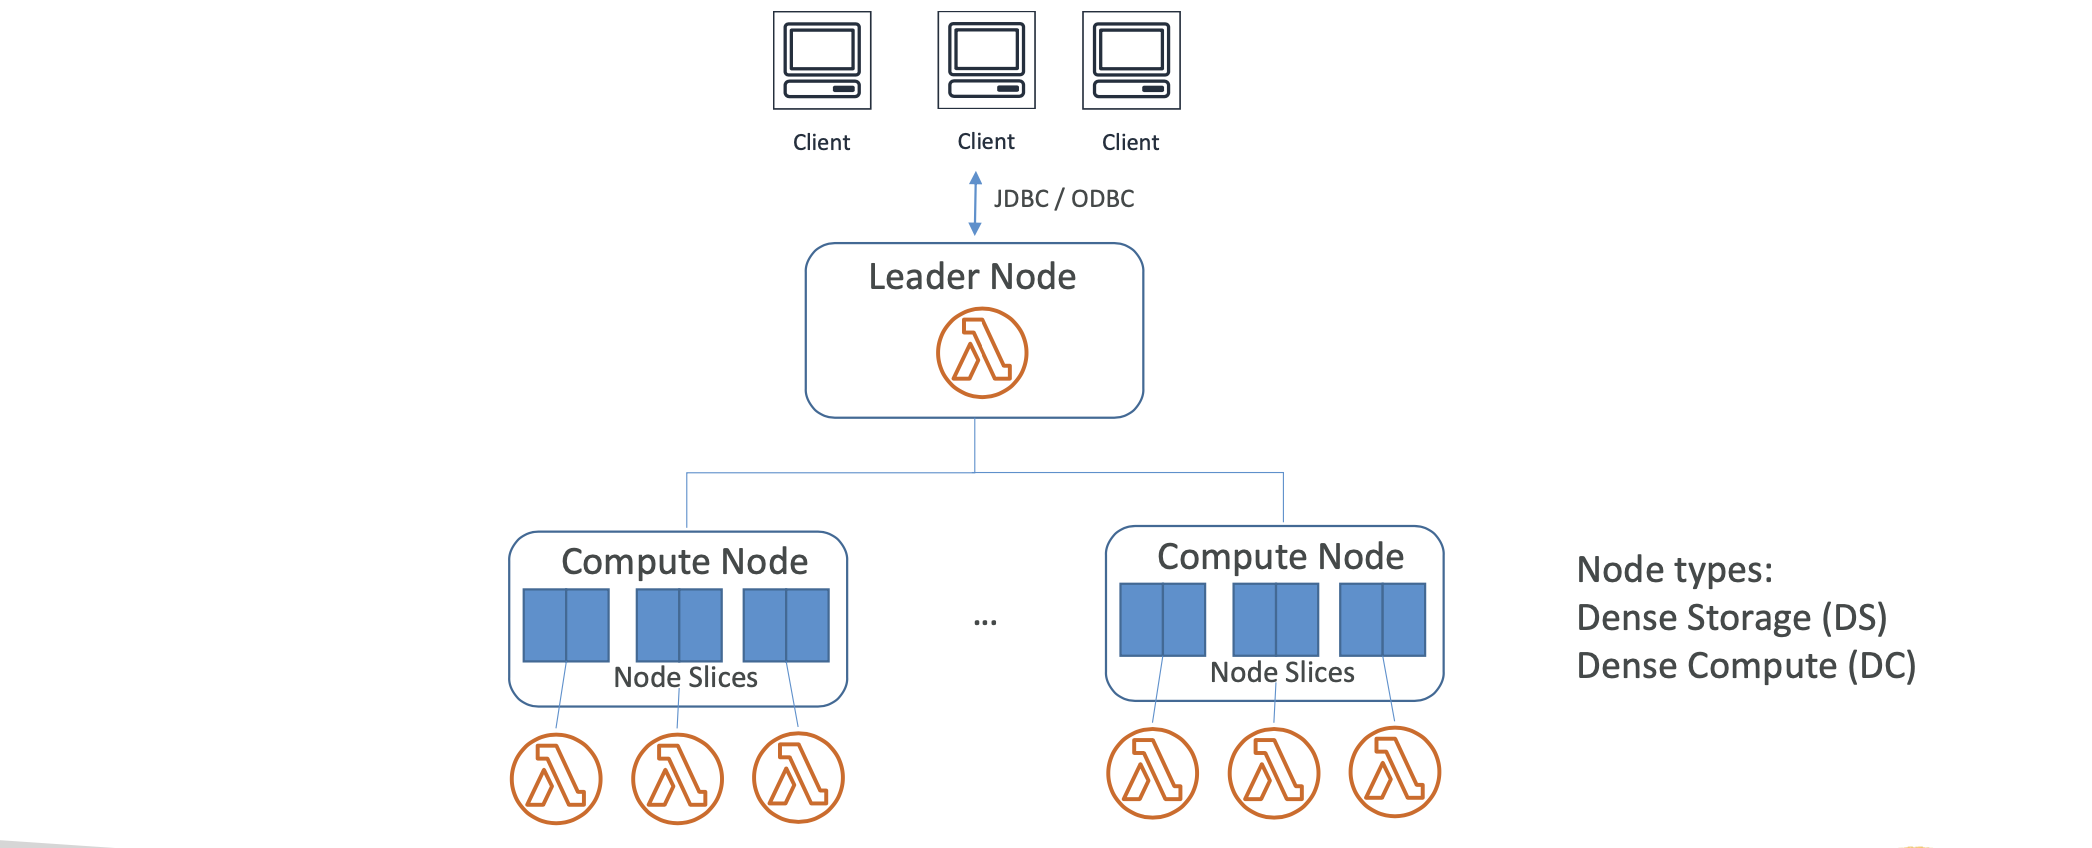 Client
Client
Client
JDBC / ODBC
Leader Node
Compute Node
Node Slices
...
Compute Node
Node Slices
Node types:
Dense Storage (DS)
Dense Compute (DC)